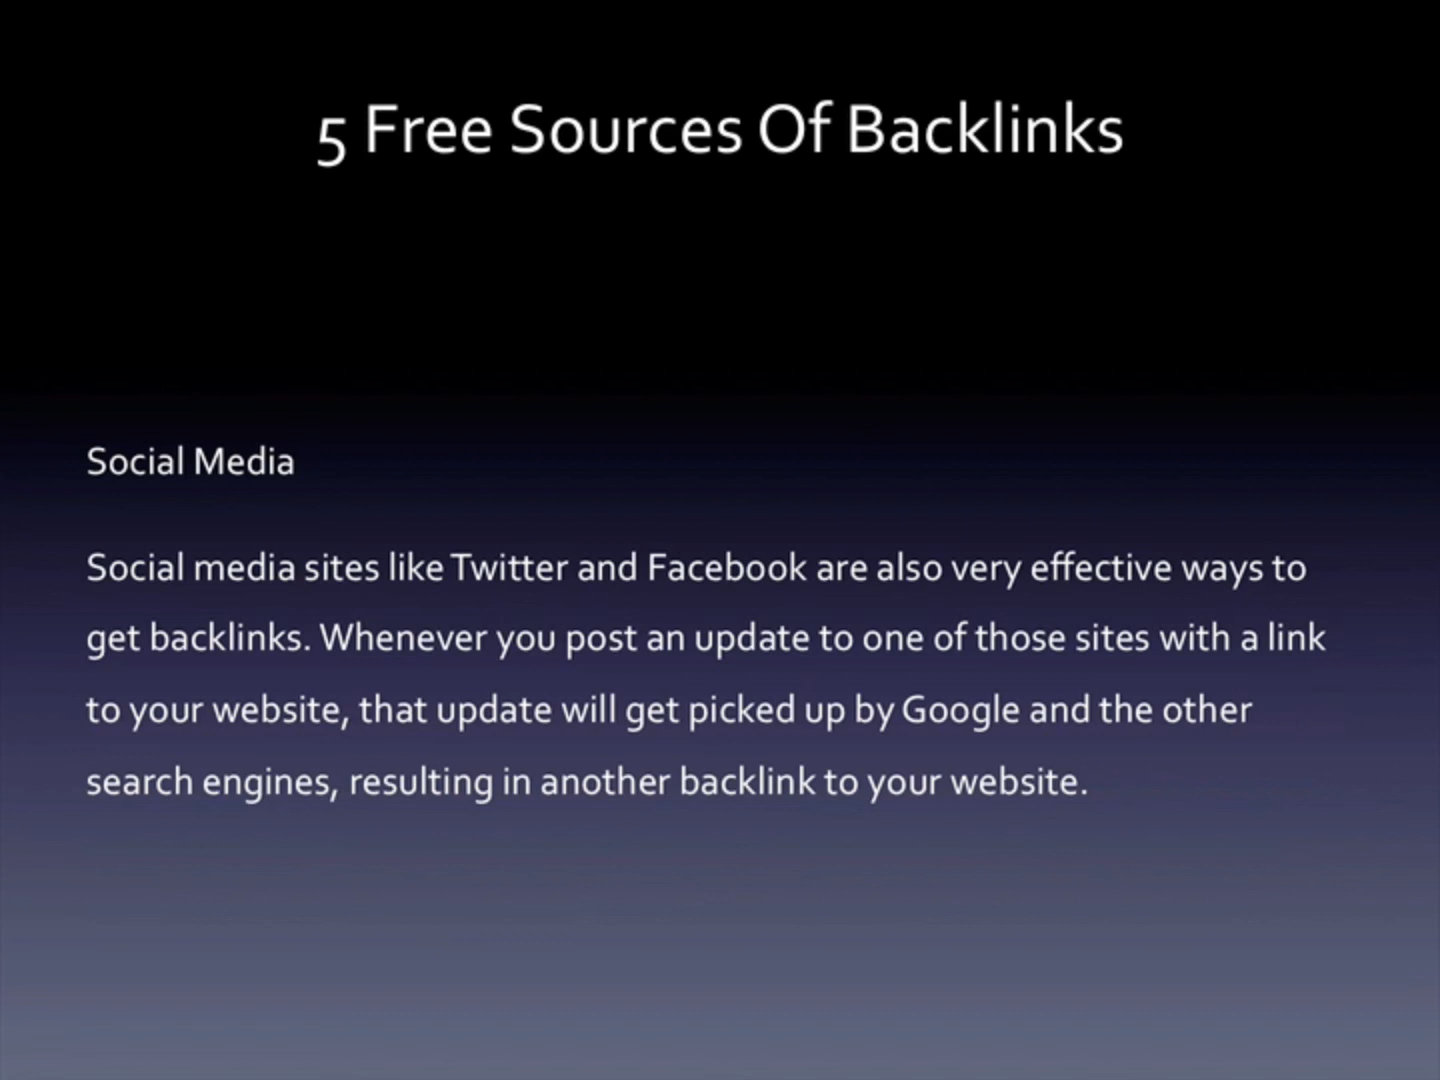 5 Free Sources Of Backlinks
Social Media
Social media sites like Twitter and Facebook are also very effective ways to
get backlinks. Whenever you post an update to one of those sites with a link
to your website, that update will get picked up by Google and the other
search engines, resulting in another backlink to your website.